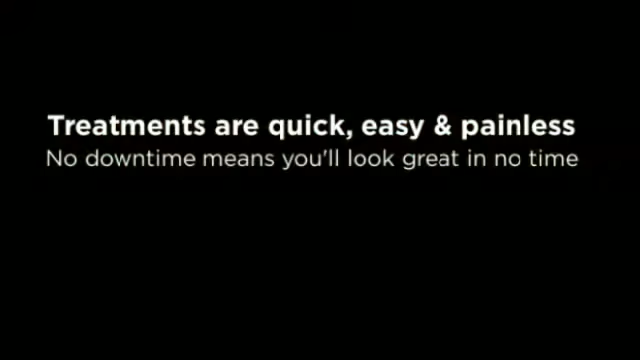 Treatments are quick, easy & painless
No downtime means you'll look great in no time